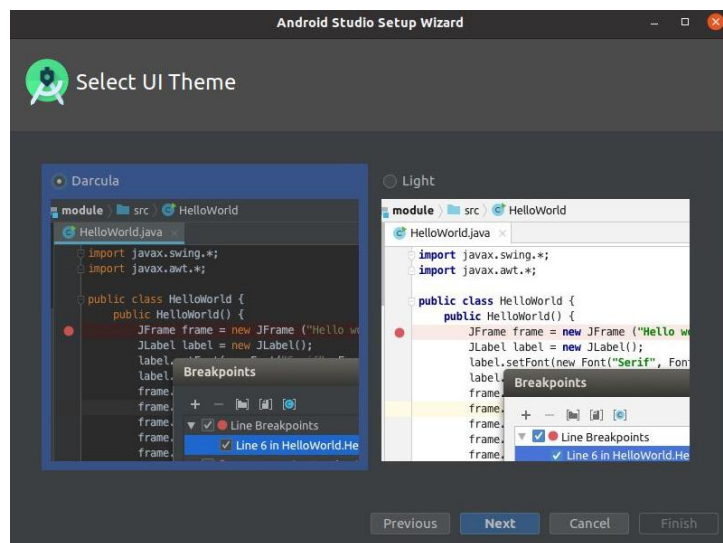 Android Studio Setup Wizard
Select UI Theme
Darcula
module src HelloWorld
HelloWorld.java
import javax.swing.*;
import javax.awt.*;
public class HelloWorld {
public HelloWorld() {
JFrame frame = new JFrame ("Hello
JLabel label = new JLabel();
label.
label.
frame.
frame.
frame.
frame.
frame.
Breakpoints
Line Breakpoints
Line 6 in HelloWorld.He
Light
module src HelloWorld
HelloWorld.java
import javax.swing.*;
import javax.awt.*;
public class HelloWorld {
public HelloWorld() {
JFrame frame = new JFrame ("Hello
JLabel label = new JLabel();
label.setFont(new Font("Serif", Font
label.
frame.
frame.
frame.
frame.
frame.
Breakpoints
Line Breakpoints
Line 6 in HelloWorld.He
Previous Next Cancel Finish